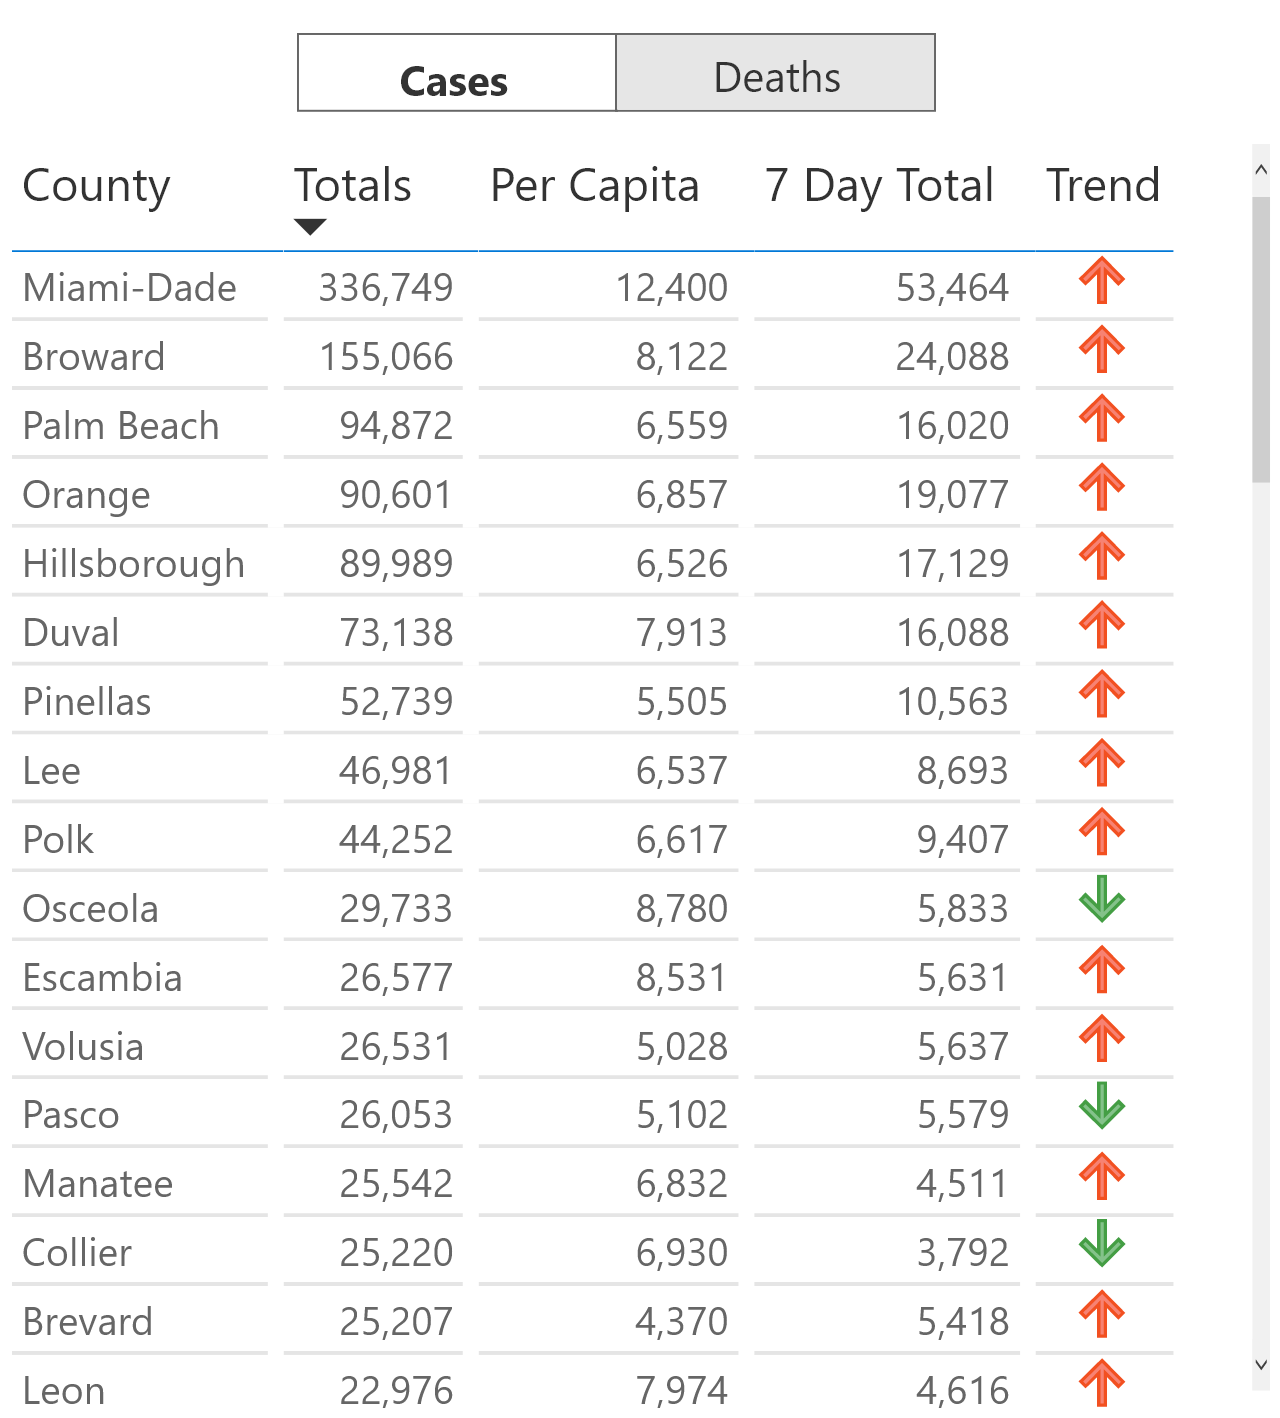 Cases Deaths
County Totals Per Capita 7 Day Total Trend
Miami-Dade 336,749 12,400 53,464
Broward 155,066 8,122 24,088
Palm Beach 94,872 6,559 16,020
Orange 90,601 6,857 19,077
Hillsborough 89,989 6,526 17,129
Duval 73,138 7,913 16,088
Pinellas 52,739 5,505 10,563
Lee 46,981 6,537 8,693
Polk 44,252 6,617 9,407
Osceola 29,733 8,780 5,833
Escambia 26,577 8,531 5,631
Volusia 26,531 5,028 5,637
Pasco 26,053 5,102 5,579
Manatee 25,542 6,832 4,511
Collier 25,220 6,930 3,792
Brevard 25,207 4,370 5,418
Leon 22,976 7,974 4,616